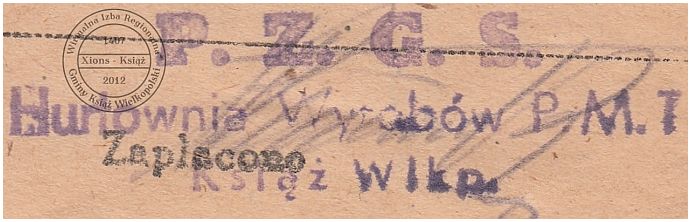 Wirtualna Izba Regionalna
1407
Xions - Książ
2012
Gminy Książ Wielkopolski
P. Z. G. S.
Hurtownia Wyrobów P.M.T
Zapłacono
Książ Wlkp.